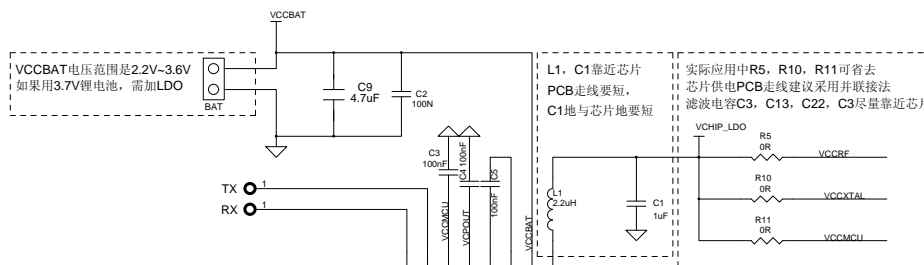 VCCBAT
VCCBAT电压范围是2.2V~3.6V
如果用3.7V锂电池，需加LDO
BAT
C9
4.7uF
C2
100N
L1，C1靠近芯片
PCB走线要短，
C1地与芯片地要短
实际应用中R5，R10，R11可省去
芯片供电PCB走线建议采用并联接法
滤波电容C3，C13，C22，C3尽量靠近芯片
VCHIP_LDO
R5
0R
VCCRF
R10
0R
VCCXTAL
R11
0R
VCCMCU
C3
100nF
C4
100nF
C5
100nF
TX
1
RX
1
VCCMCU
VCPOUT
VCCBAT
L1
2.2uH
C1
1uF